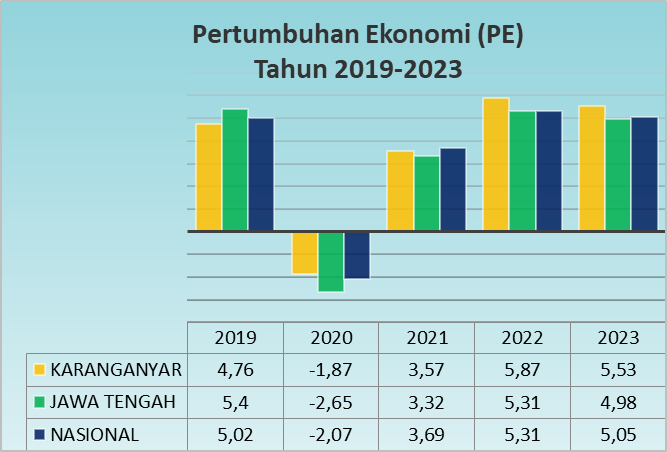 Pertumbuhan Ekonomi (PE)
Tahun 2019-2023
2019 2020 2021 2022 2023
KARANGANYAR 4,76 -1,87 3,57 5,87 5,53
JAWA TENGAH 5,4 -2,65 3,32 5,31 4,98
NASIONAL 5,02 -2,07 3,69 5,31 5,05